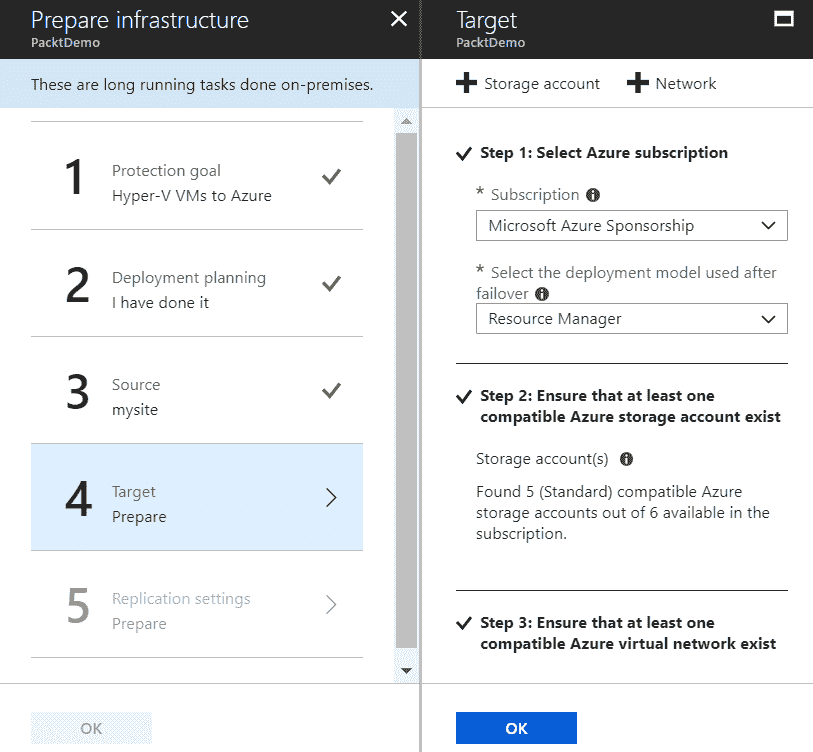 Prepare infrastructure
PacktDemo
These are long running tasks done on-premises.
1
Protection goal
Hyper-V VMs to Azure
2
Deployment planning
I have done it
3
Source
mysite
4
Target
Prepare
5
Replication settings
Prepare
OK
Target
PacktDemo
Storage account
Network
Step 1: Select Azure subscription
* Subscription
Microsoft Azure Sponsorship
* Select the deployment model used after
failover
Resource Manager
Step 2: Ensure that at least one
compatible Azure storage account exist
Storage account(s)
Found 5 (Standard) compatible Azure
storage accounts out of 6 available in the
subscription.
Step 3: Ensure that at least one
compatible Azure virtual network exist
OK